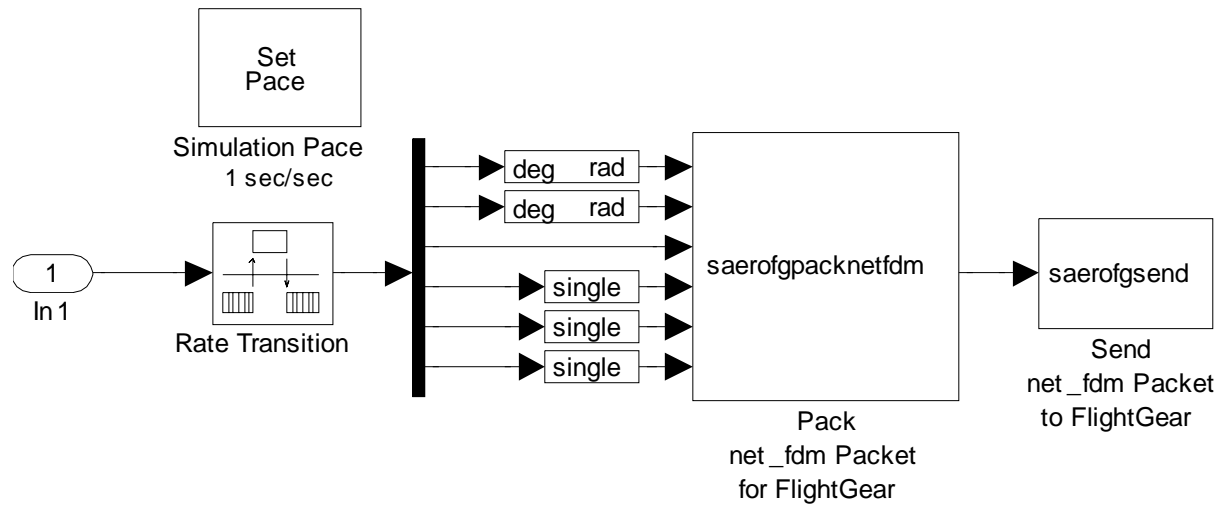 Set
Pace
Simulation Pace
1 sec/sec
1
In1
Rate Transition
deg rad
deg rad
single
single
single
saerofgpacknetfdm
Pack
net_fdm Packet
for FlightGear
saerofgsend
Send
net_fdm Packet
to FlightGear